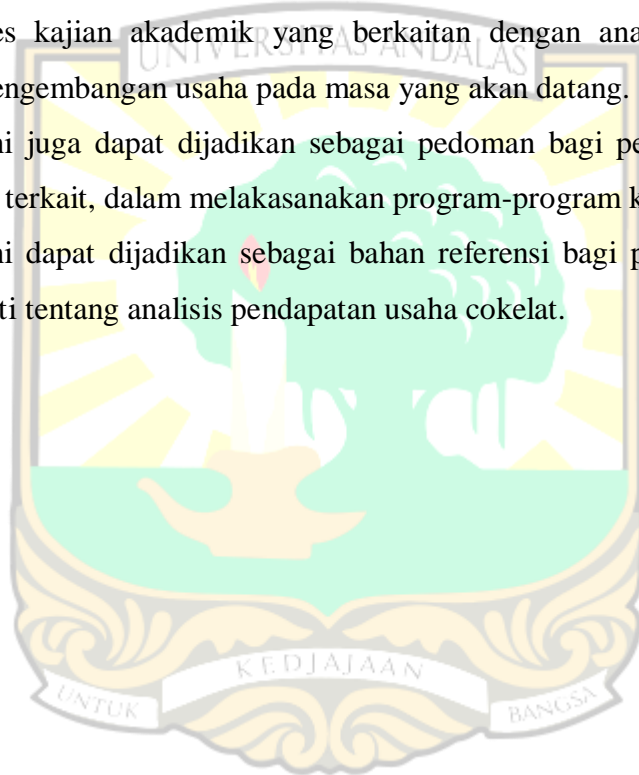 es kajian akademik yang berkaitan dengan ana
engembangan usaha pada masa yang akan datang.
ni juga dapat dijadikan sebagai pedoman bagi pe
terkait, dalam melakasanakan program-program k
ni dapat dijadikan sebagai bahan referensi bagi p
ti tentang analisis pendapatan usaha cokelat.
UNIVERSITAS ANDALAS
KEDJAJAAN
UNTUK
BANGSA